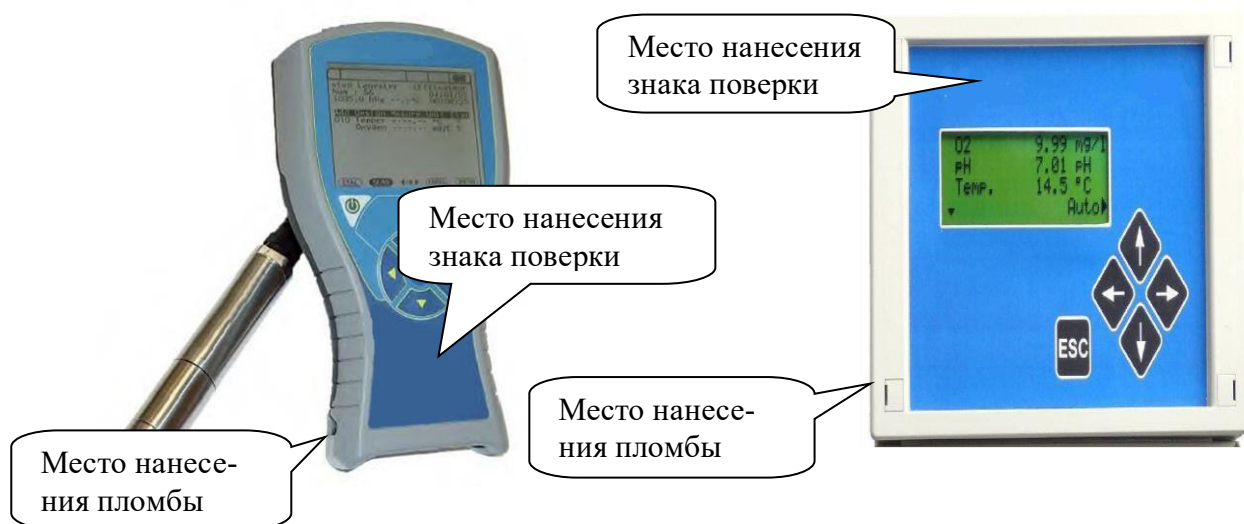 Место нанесения
знака поверки
Место нанесения
знака поверки
Место нанесе-
ния пломбы
Место нанесе-
ния пломбы
O2 9.99 mg/l
pH 7.01 pH
Temp. 14.5 °C
Auto
ESC